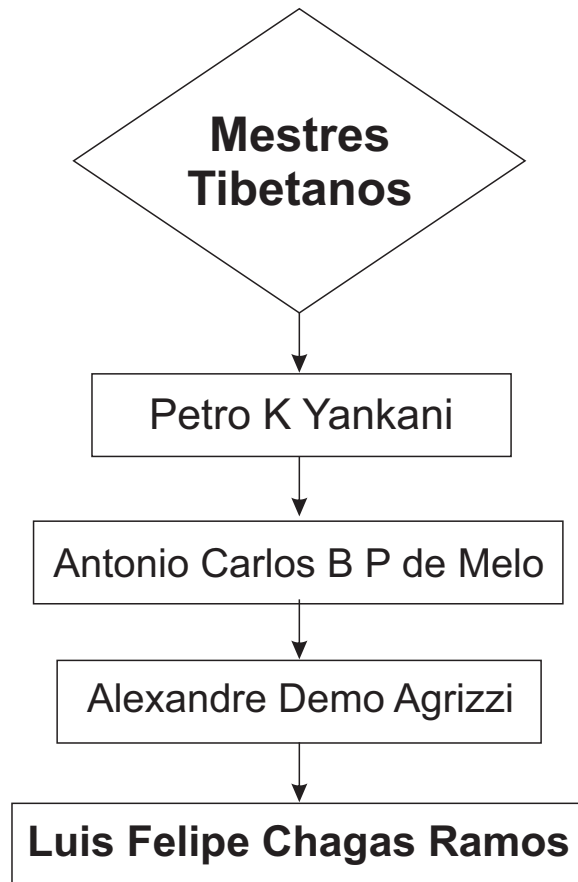 Mestres
Tibetanos
Petro K Yankani
Antonio Carlos B P de Melo
Alexandre Demo Agrizzi
Luis Felipe Chagas Ramos